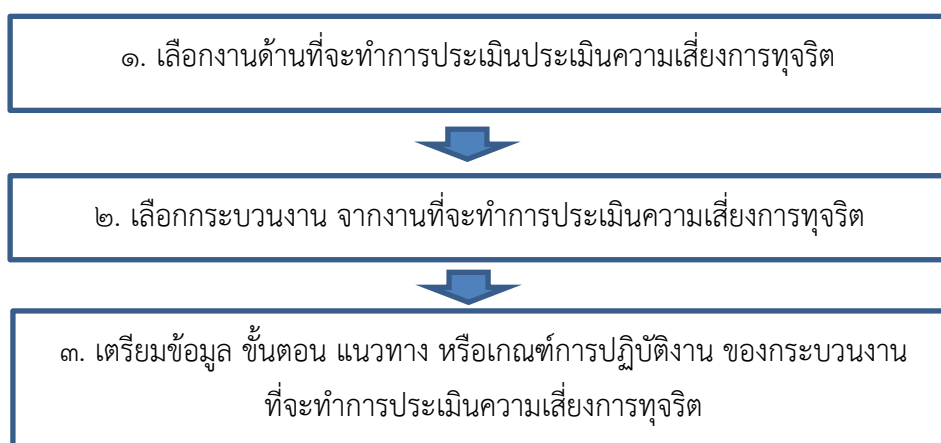 ๑. เลือกงานด้านที่จะทำการประเมินประเมินความเสี่ยงการทุจริต
๒. เลือกกระบวนงาน จากงานที่จะทำการประเมินความเสี่ยงการทุจริต
๓. เตรียมข้อมูล ขั้นตอน แนวทาง หรือเกณฑ์การปฏิบัติงาน ของกระบวนงาน
ที่จะทำการประเมินความเสี่ยงการทุจริต